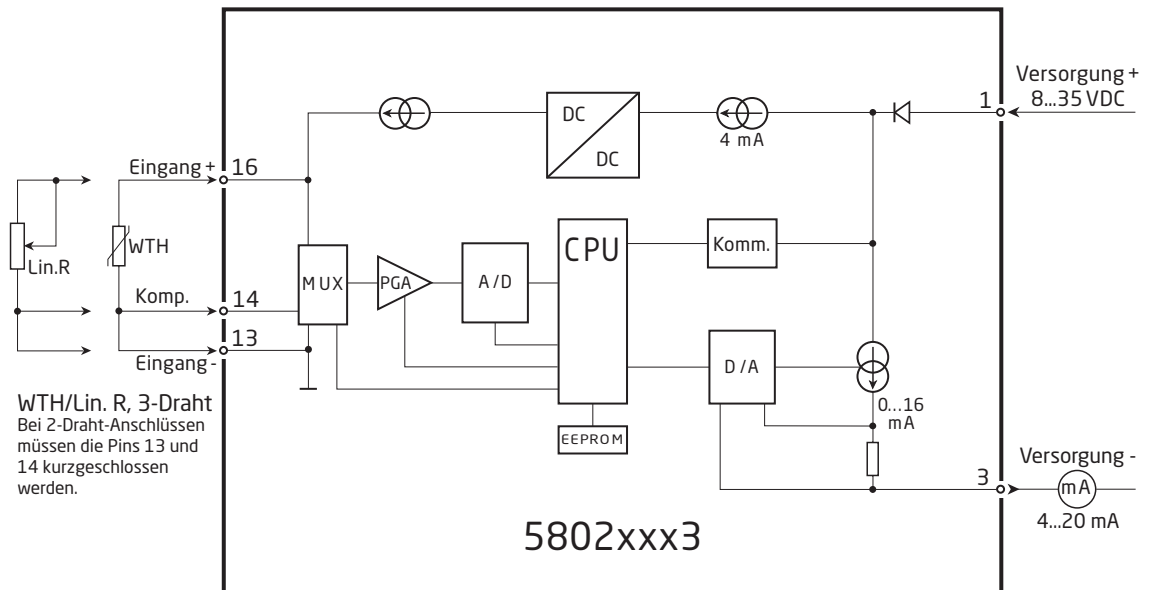 Versorgung +
8...35 VDC
1
DC
DC
4 mA
Eingang +
16
WTH
Lin.R
CPU
Komm.
MUX
PGA
A/D
Komp.
14
13
Eingang -
D/A
0...16
mA
EEPROM
WTH/Lin. R, 3-Draht
Bei 2-Draht-Anschlüssen
müssen die Pins 13 und
14 kurzgeschlossen
werden.
Versorgung -
3
mA
4...20 mA
5802xxx3